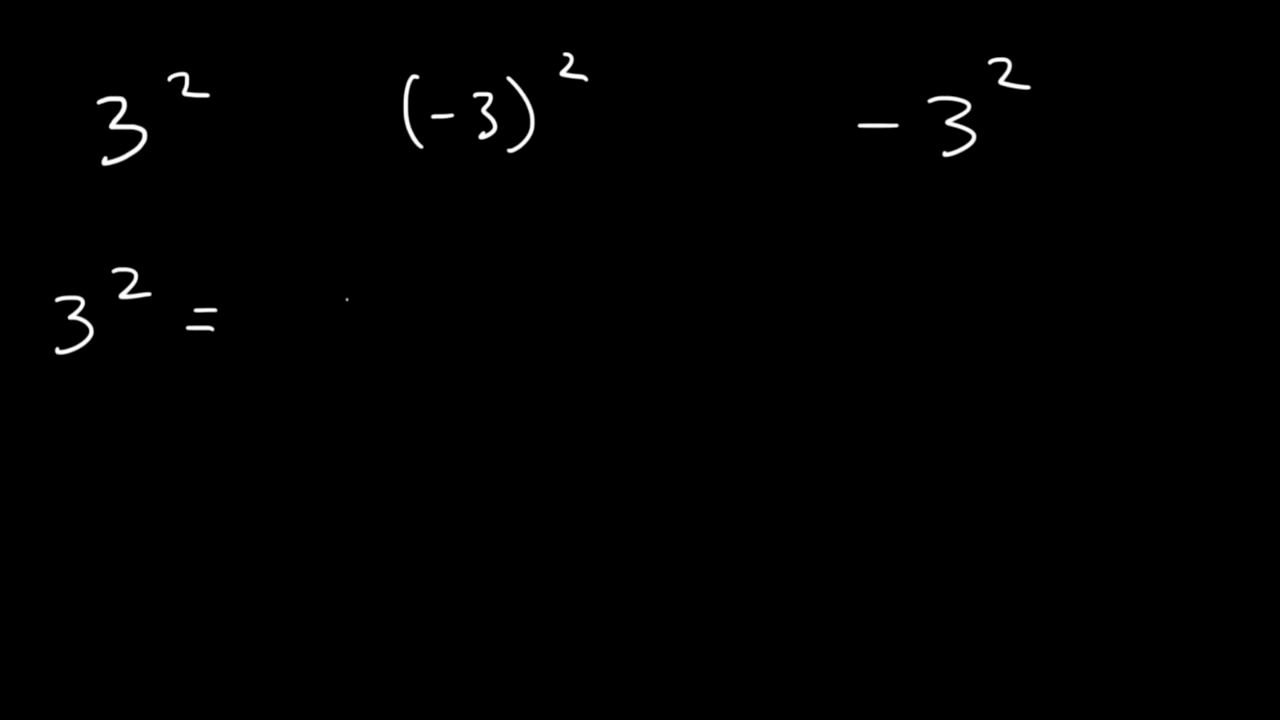 3² (-3)² -3²
3² =